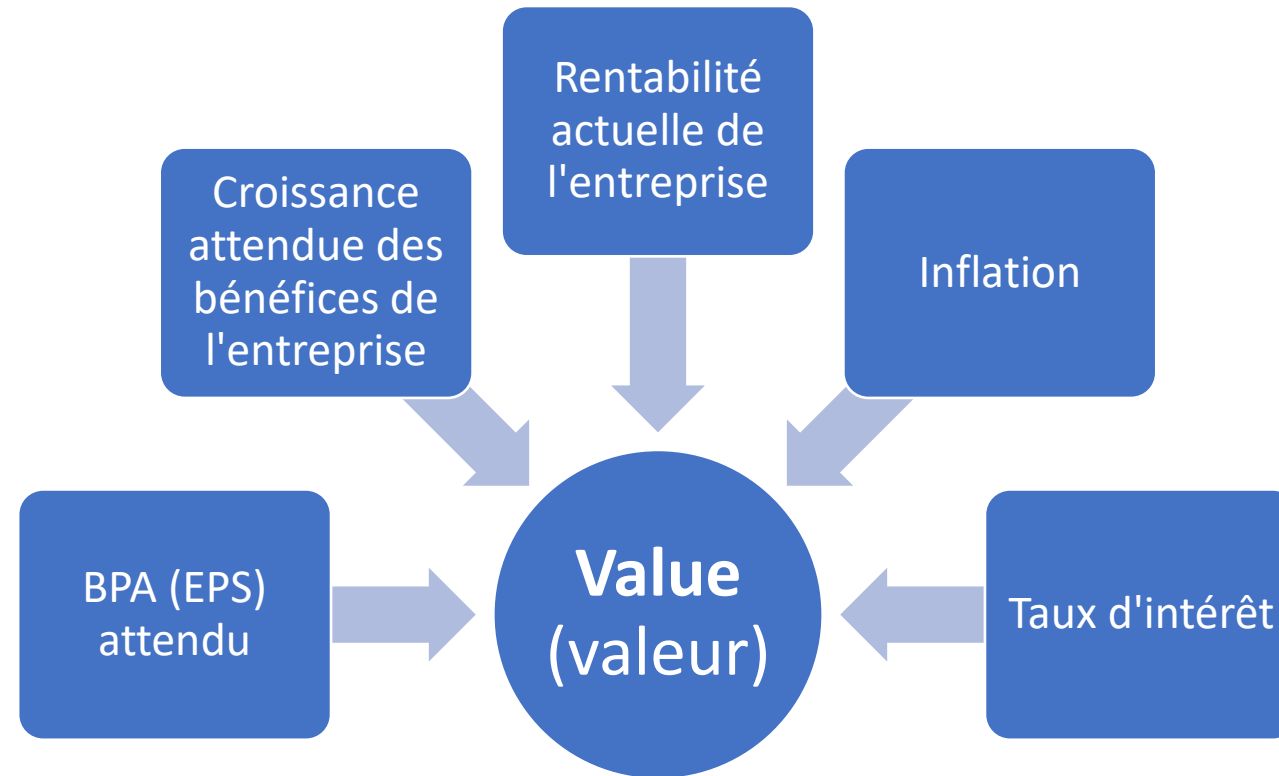 Rentabilité
actuelle de
l'entreprise
Croissance
attendue des
bénéfices de
l'entreprise
Inflation
BPA (EPS)
attendu
Value
(valeur)
Taux d'intérêt